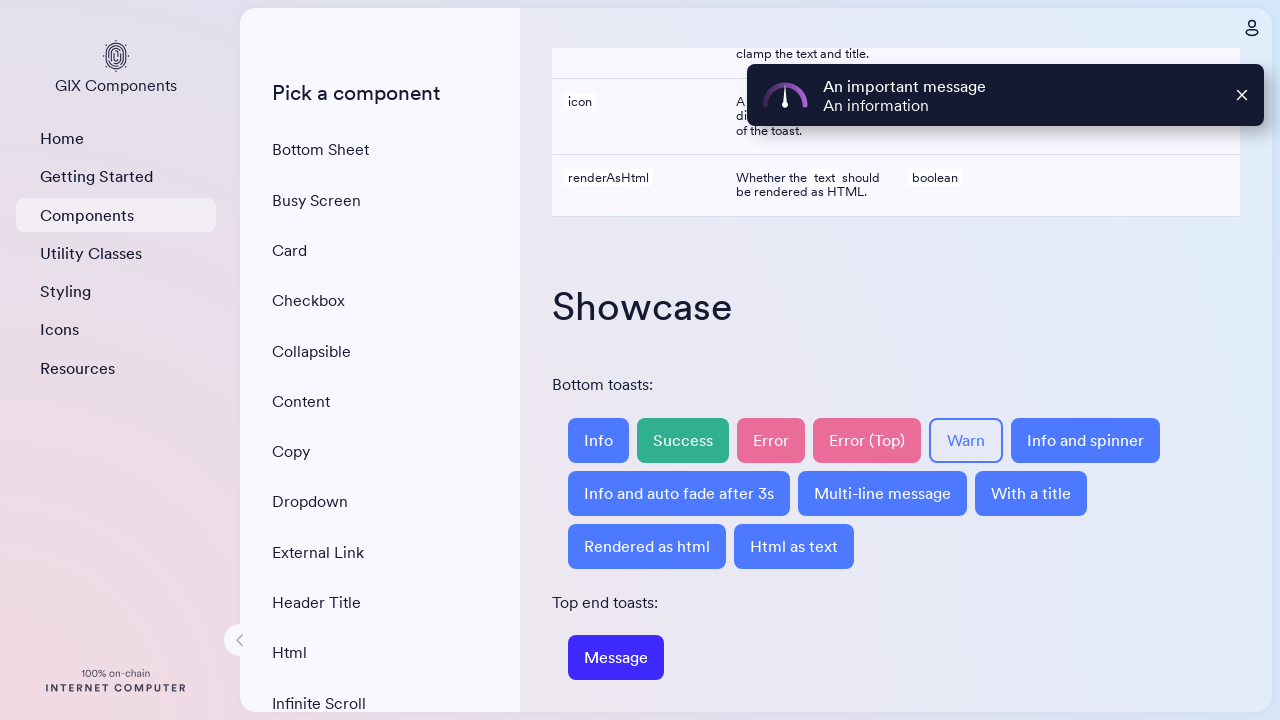 GIX Components
Home
Getting Started
Components
Utility Classes
Styling
Icons
Resources
100% on-chain
INTERNET COMPUTER
Pick a component
Bottom Sheet
Busy Screen
Card
Checkbox
Collapsible
Content
Copy
Dropdown
External Link
Header Title
Html
Infinite Scroll
clamp the text and title.
icon
A
of the toast.
renderAsHtml
Whether the text should
be rendered as HTML.
boolean
An important message
An information
Showcase
Bottom toasts:
Info
Success
Error
Error (Top)
Warn
Info and spinner
Info and auto fade after 3s
Multi-line message
With a title
Rendered as html
Html as text
Top end toasts:
Message